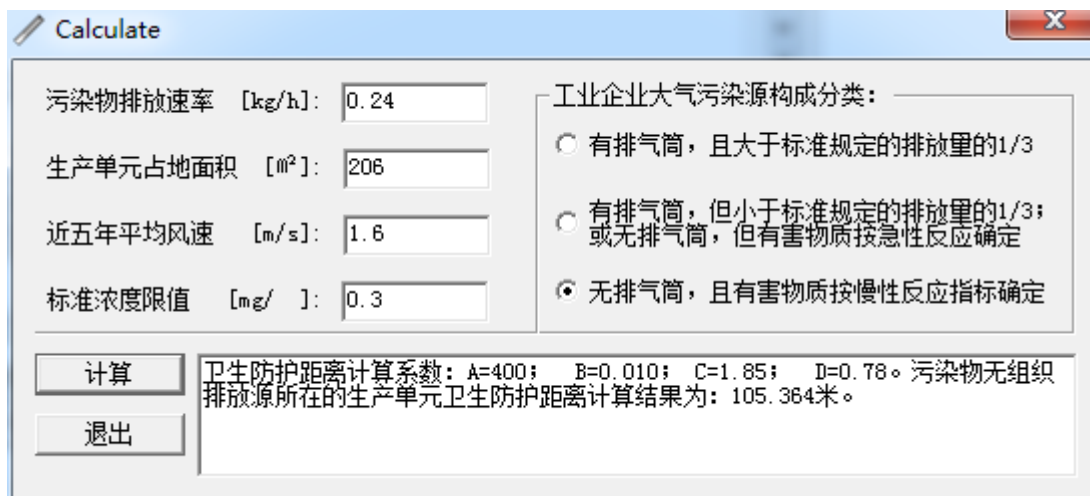 Calculate
污染物排放速率 [kg/h]: 0.24
生产单元占地面积 [m²]: 206
近五年平均风速 [m/s]: 1.6
标准浓度限值 [mg/ ]: 0.3
工业企业大气污染源构成分类:
有排气筒，且大于标准规定的排放量的1/3
有排气筒，但小于标准规定的排放量的1/3;
或无排气筒，但有害物质按急性反应确定
无排气筒，且有害物质按慢性反应指标确定
计算
退出
卫生防护距离计算系数: A=400; B=0.010; C=1.85; D=0.78。污染物无组织
排放源所在的生产单元卫生防护距离计算结果为: 105.364米。